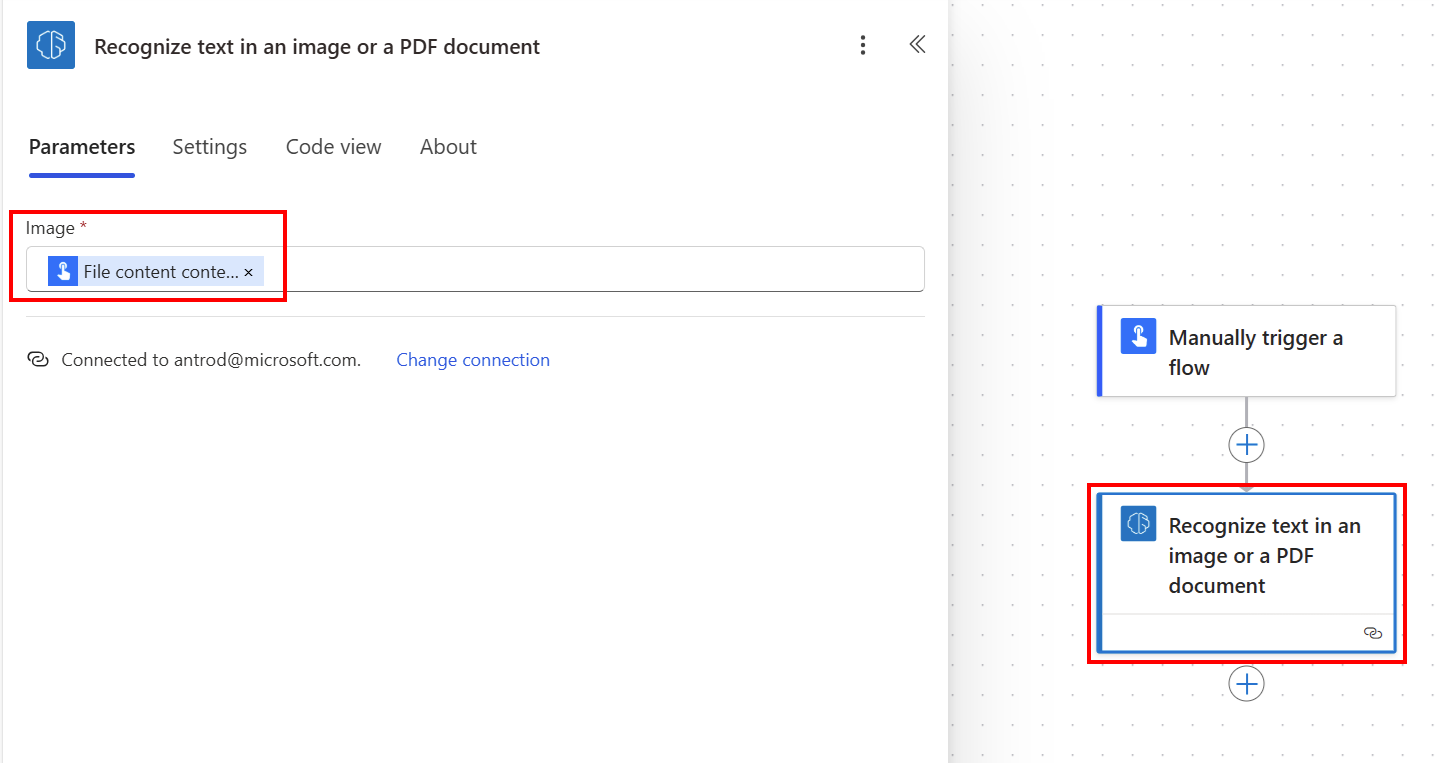 Recognize text in an image or a PDF document
Parameters Settings Code view About
Image *
File content conte... ×
Connected to antrod@microsoft.com. Change connection
Manually trigger a
flow
Recognize text in an
image or a PDF
document